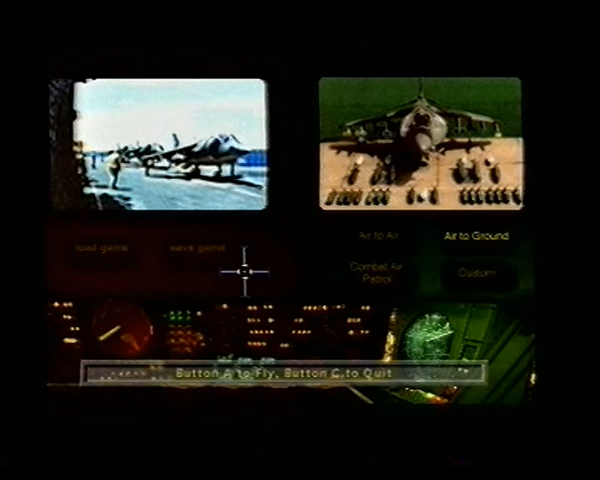 load game
save game
Air to Air
Air to Ground
Combat Air
Patrol
Custom
Button A to Fly, Button C to Quit